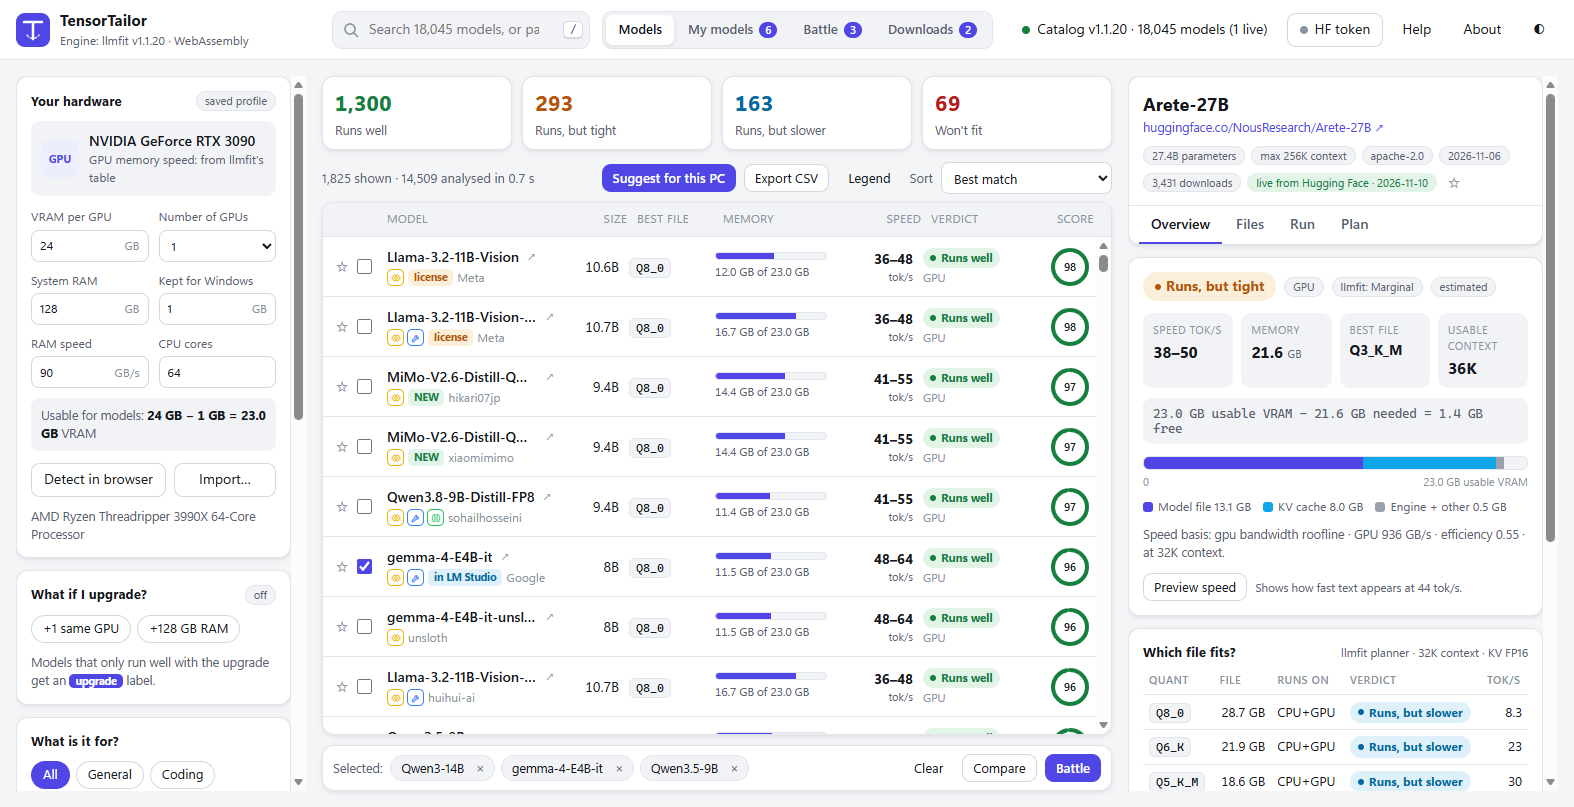 TensorTailor
Engine: llmfit v1.1.20 · WebAssembly
Search 18,045 models, or pa
/
Models
My models 6
Battle 3
Downloads 2
Catalog v1.1.20 · 18,045 models (1 live)
HF token
Help
About
Your hardware
saved profile
GPU
NVIDIA GeForce RTX 3090
GPU memory speed: from llmfit's
table
VRAM per GPU
Number of GPUs
24 GB
1
System RAM
Kept for Windows
128 GB
1 GB
RAM speed
CPU cores
90 GB/s
64
Usable for models: 24 GB − 1 GB = 23.0
GB VRAM
Detect in browser
Import...
AMD Ryzen Threadripper 3990X 64-Core
Processor
What if I upgrade?
off
+1 same GPU
+128 GB RAM
Models that only run well with the upgrade
get an upgrade label.
What is it for?
All
General
Coding
1,300
Runs well
293
Runs, but tight
163
Runs, but slower
69
Won't fit
1,825 shown · 14,509 analysed in 0.7 s
Suggest for this PC
Export CSV
Legend
Sort
Best match
MODEL SIZE BEST FILE MEMORY SPEED VERDICT SCORE
Llama-3.2-11B-Vision ↗ 10.6B Q8_0 36–48 Runs well 98
license Meta 12.0 GB of 23.0 GB tok/s GPU
Llama-3.2-11B-Vision-... ↗ 10.7B Q8_0 36–48 Runs well 98
license Meta 16.7 GB of 23.0 GB tok/s GPU
MiMo-V2.6-Distill-Q... ↗ 9.4B Q8_0 41–55 Runs well 97
NEW hikari07jp 14.4 GB of 23.0 GB tok/s GPU
MiMo-V2.6-Distill-Q... ↗ 9.4B Q8_0 41–55 Runs well 97
NEW xiaomimimo 14.4 GB of 23.0 GB tok/s GPU
Qwen3.8-9B-Distill-FP8 ↗ 9.4B Q8_0 41–55 Runs well 97
sohailhosseini 11.4 GB of 23.0 GB tok/s GPU
gemma-4-E4B-it ↗ 8B Q8_0 48–64 Runs well 96
in LM Studio Google 11.5 GB of 23.0 GB tok/s GPU
gemma-4-E4B-it-unsl... ↗ 8B Q8_0 48–64 Runs well 96
unsloth 11.5 GB of 23.0 GB tok/s GPU
Llama-3.2-11B-Vision-... ↗ 10.7B Q8_0 36–48 Runs well 96
huihui-ai 16.7 GB of 23.0 GB tok/s GPU
Selected: Qwen3-14B × gemma-4-E4B-it × Qwen3.5-9B ×
Clear
Compare
Battle
Arete-27B
huggingface.co/NousResearch/Arete-27B ↗
27.4B parameters
max 256K context
apache-2.0
2026-11-06
3,431 downloads
live from Hugging Face · 2026-11-10
Overview
Files
Run
Plan
Runs, but tight
GPU
llmfit: Marginal
estimated
SPEED TOK/S
38–50
MEMORY
21.6 GB
BEST FILE
Q3_K_M
USABLE
CONTEXT
36K
23.0 GB usable VRAM − 21.6 GB needed = 1.4 GB
free
0
23.0 GB usable VRAM
Model file 13.1 GB
KV cache 8.0 GB
Engine + other 0.5 GB
Speed basis: gpu bandwidth roofline · GPU 936 GB/s · efficiency 0.55 ·
at 32K context.
Preview speed
Shows how fast text appears at 44 tok/s.
Which file fits?
llmfit planner · 32K context · KV FP16
QUANT FILE RUNS ON VERDICT TOK/S
Q8_0 28.7 GB CPU+GPU Runs, but slower 8.3
Q6_K 21.9 GB CPU+GPU Runs, but slower 23
Q5_K_M 18.6 GB CPU+GPU Runs, but slower 30